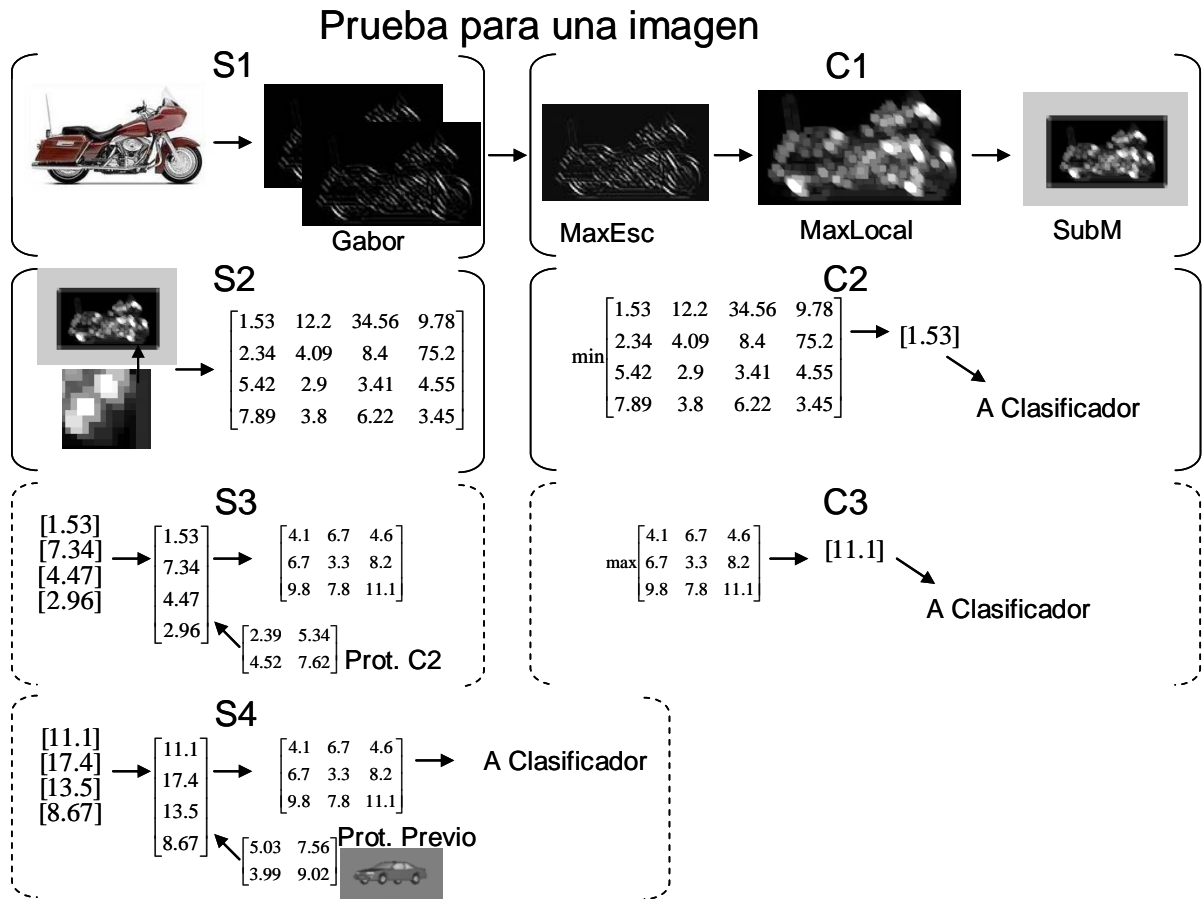 Prueba para una imagen
S1
Gabor
C1
MaxEsc
MaxLocal
SubM
S2
1.53 12.2 34.56 9.78
2.34 4.09 8.4 75.2
5.42 2.9 3.41 4.55
7.89 3.8 6.22 3.45
C2
min
1.53 12.2 34.56 9.78
2.34 4.09 8.4 75.2
5.42 2.9 3.41 4.55
7.89 3.8 6.22 3.45
[1.53]
A Clasificador
S3
[1.53]
[7.34]
[4.47]
[2.96]
1.53
7.34
4.47
2.96
4.1 6.7 4.6
6.7 3.3 8.2
9.8 7.8 11.1
2.39 5.34
4.52 7.62
Prot. C2
C3
max
4.1 6.7 4.6
6.7 3.3 8.2
9.8 7.8 11.1
[11.1]
A Clasificador
S4
[11.1]
[17.4]
[13.5]
[8.67]
11.1
17.4
13.5
8.67
4.1 6.7 4.6
6.7 3.3 8.2
9.8 7.8 11.1
A Clasificador
5.03 7.56
3.99 9.02
Prot. Previo